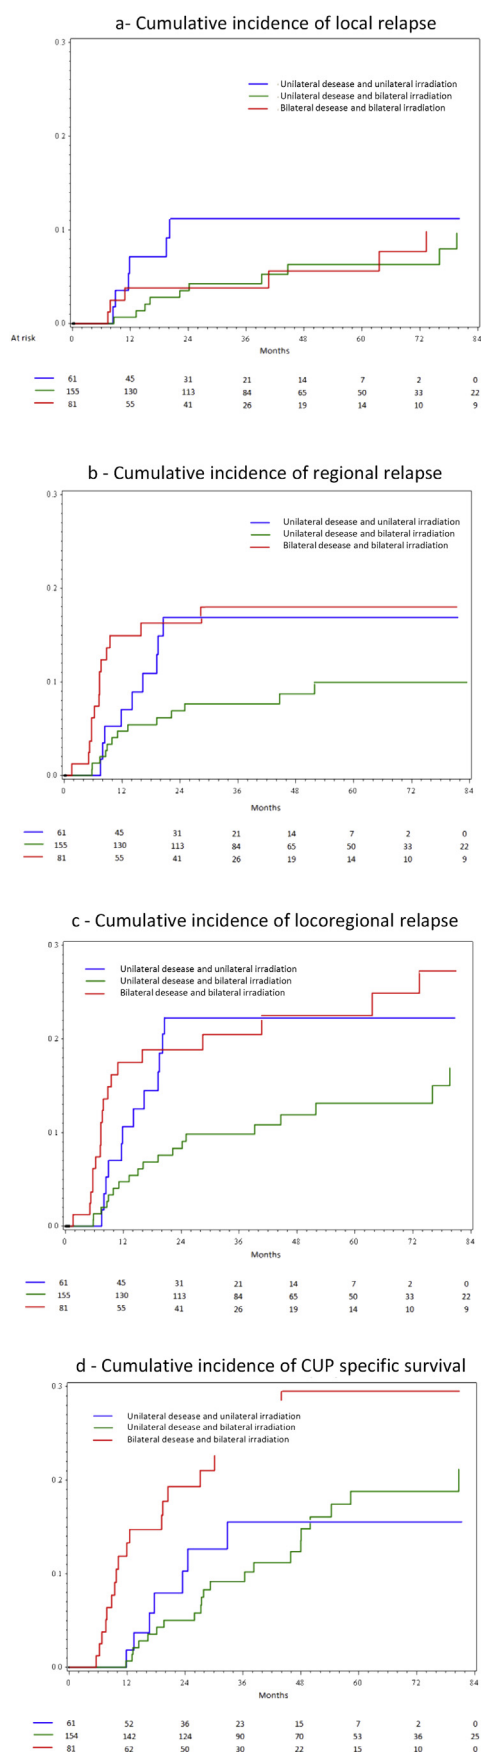 a- Cumulative incidence of local relapse
0.3
Unilateral desease and unilateral irradiation
Unilateral desease and bilateral irradiation
Bilateral desease and bilateral irradiation
0.2
0.1
0.0
0 12 24 36 48 60 72 84
At risk
Months
61 45 31 21 14 7 2 0
155 130 113 84 65 50 33 22
81 55 41 26 19 14 10 9
b - Cumulative incidence of regional relapse
0.3
Unilateral desease and unilateral irradiation
Unilateral desease and bilateral irradiation
Bilateral desease and bilateral irradiation
0.2
0.1
0.0
0 12 24 36 48 60 72 84
Months
61 45 31 21 14 7 2 0
155 130 113 84 65 50 33 22
81 55 41 26 19 14 10 9
c - Cumulative incidence of locoregional relapse
0.3
Unilateral desease and unilateral irradiation
Unilateral desease and bilateral irradiation
Bilateral desease and bilateral irradiation
0.2
0.1
0.0
0 12 24 36 48 60 72 84
Months
61 45 31 21 14 7 2 0
155 130 113 84 65 50 33 22
81 55 41 26 19 14 10 9
d - Cumulative incidence of CUP specific survival
0.3
Unilateral desease and unilateral irradiation
Unilateral desease and bilateral irradiation
Bilateral desease and bilateral irradiation
0.2
0.1
0.0
0 12 24 36 48 60 72 84
Months
61 52 36 23 15 7 2 0
154 142 124 90 70 53 36 25
81 62 50 30 22 15 10 0